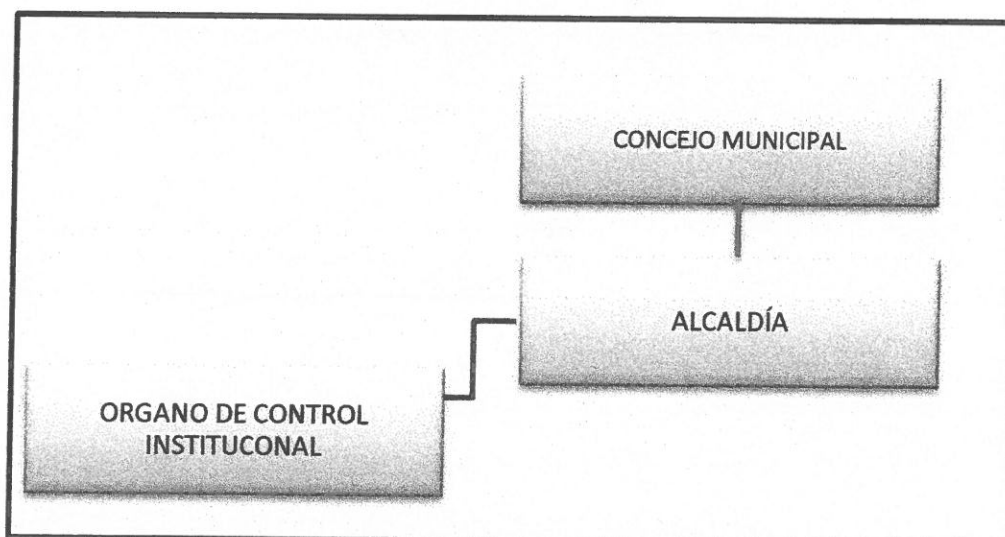 CONCEJO MUNICIPAL
ALCALDÍA
ORGANO DE CONTROL
INSTITUCONAL